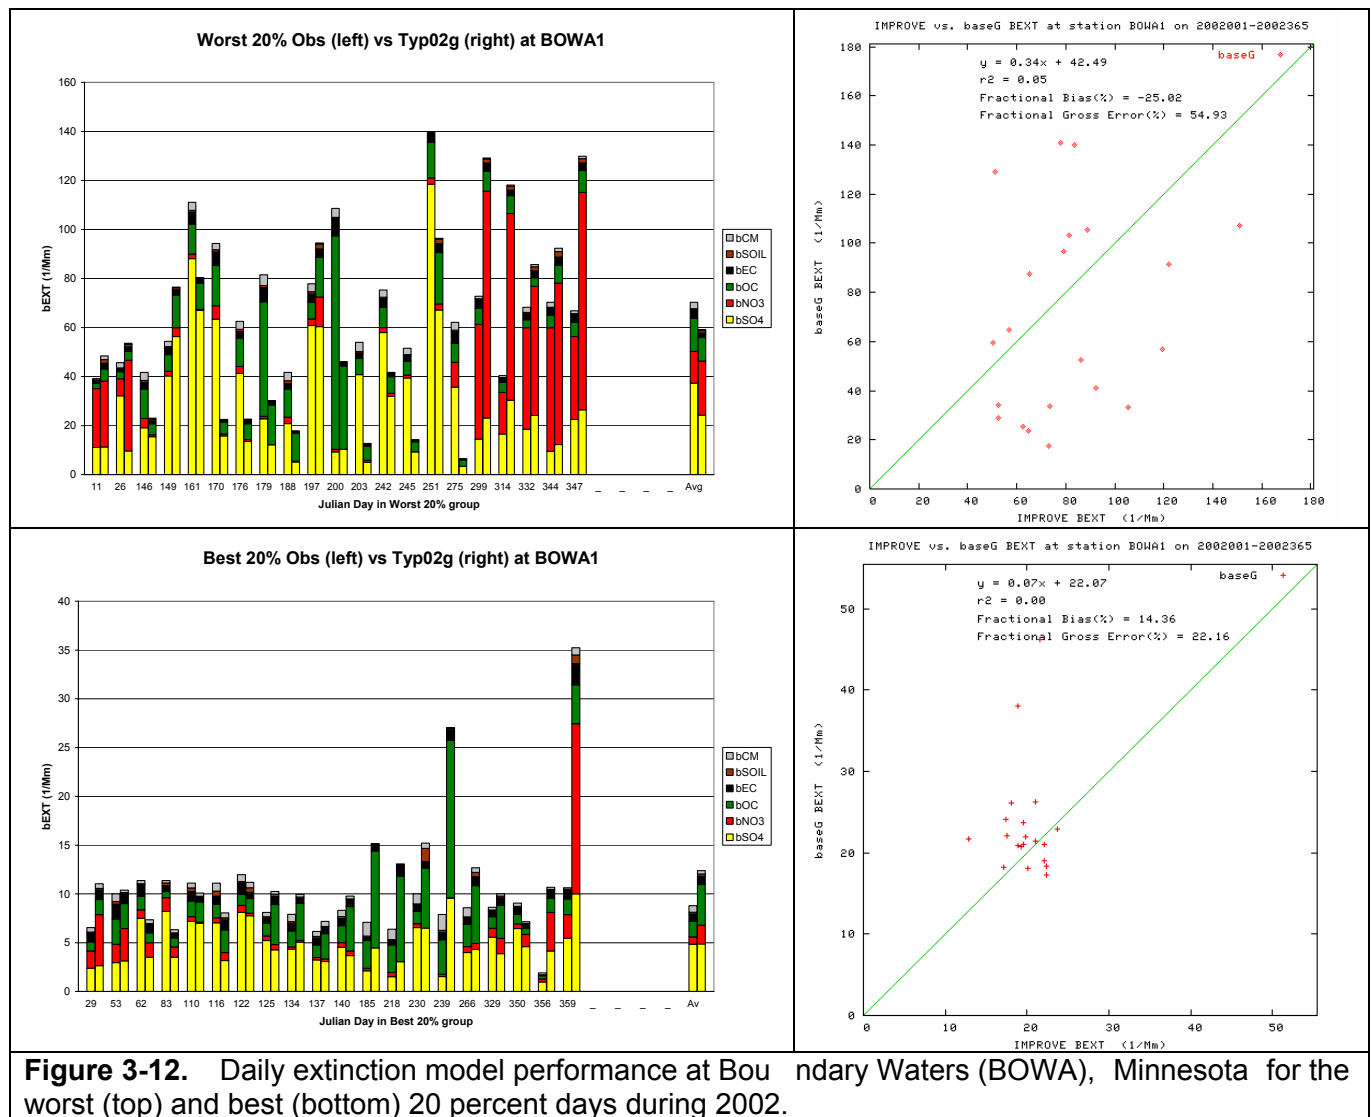 Worst 20% Obs (left) vs Typ02g (right) at BOWA1
160
140
120
100
80
60
40
20
0
bEXT (1/Mm)
11 26 146 149 161 170 176 179 188 197 200 203 242 245 251 275 299 314 332 344 347 _ _ _ _ Avg
Julian Day in Worst 20% group
bCM
bSOIL
bEC
bOC
bNO3
bSO4
IMPROVE vs. baseG BEXT at station BOWA1 on 2002001-2002365
baseG
y = 0.34x + 42.49
r2 = 0.05
Fractional Bias(%) = -25.02
Fractional Gross Error(%) = 54.93
180
160
140
120
100
80
60
40
20
0
baseG BEXT (1/Mm)
0 20 40 60 80 100 120 140 160 180
IMPROVE BEXT (1/Mm)
Best 20% Obs (left) vs Typ02g (right) at BOWA1
40
35
30
25
20
15
10
5
0
bEXT (1/Mm)
29 53 62 83 110 116 122 125 134 137 140 185 218 230 239 266 329 350 356 359 _ _ _ _ Av
Julian Day in Best 20% group
bCM
bSOIL
bEC
bOC
bNO3
bSO4
IMPROVE vs. baseG BEXT at station BOWA1 on 2002001-2002365
baseG
y = 0.07x + 22.07
r2 = 0.00
Fractional Bias(%) = 14.36
Fractional Gross Error(%) = 22.16
50
40
30
20
10
0
baseG BEXT (1/Mm)
0 10 20 30 40 50
IMPROVE BEXT (1/Mm)
Figure 3-12. Daily extinction model performance at Bou ndary Waters (BOWA), Minnesota for the
worst (top) and best (bottom) 20 percent days during 2002.